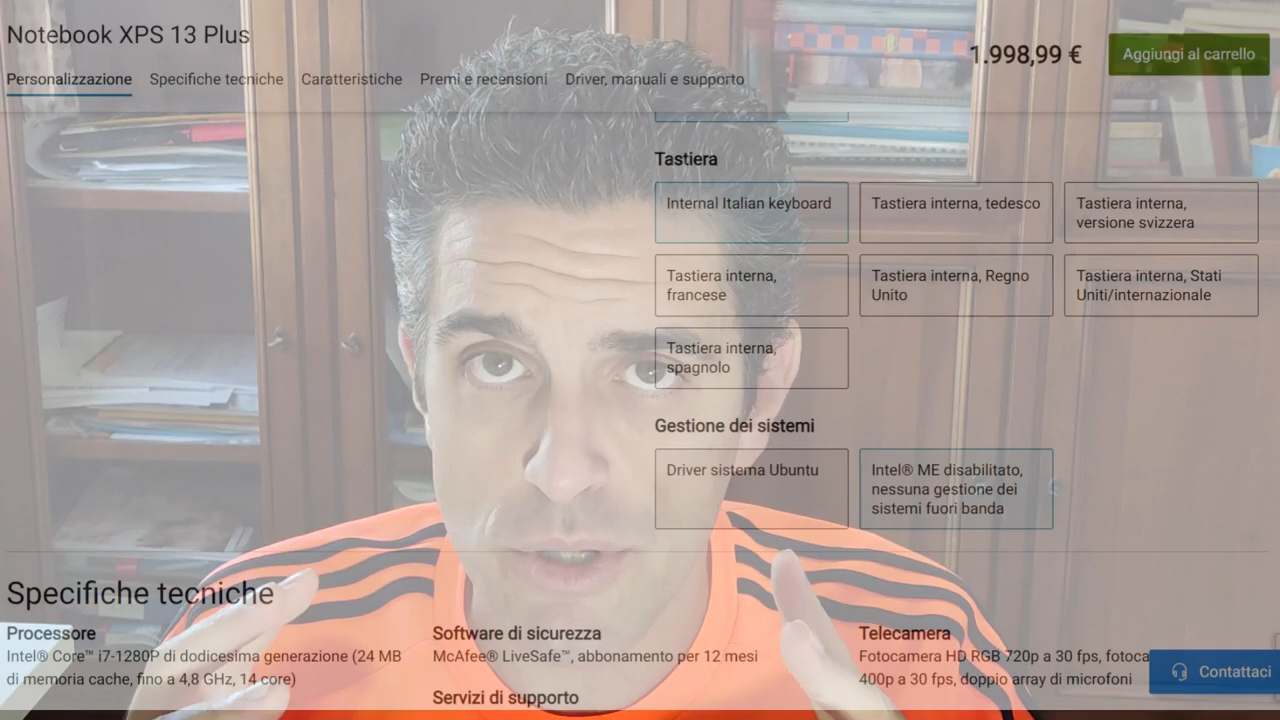 Notebook XPS 13 Plus
1.998,99 €
Aggiungi al carrello
Personalizzazione
Specifiche tecniche
Caratteristiche
Premi e recensioni
Driver, manuali e supporto
Tastiera
Internal Italian keyboard
Tastiera interna, tedesco
Tastiera interna,
versione svizzera
Tastiera interna,
francese
Tastiera interna, Regno
Unito
Tastiera interna, Stati
Uniti/internazionale
Tastiera interna,
spagnolo
Gestione dei sistemi
Driver sistema Ubuntu
Intel® ME disabilitato,
nessuna gestione dei
sistemi fuori banda
Specifiche tecniche
Processore
Intel® Core™ i7-1280P di dodicesima generazione (24 MB
di memoria cache, fino a 4,8 GHz, 14 core)
Software di sicurezza
McAfee® LiveSafe™, abbonamento per 12 mesi
Servizi di supporto
Telecamera
Fotocamera HD RGB 720p a 30 fps, fotoca
400p a 30 fps, doppio array di microfoni
Contattaci